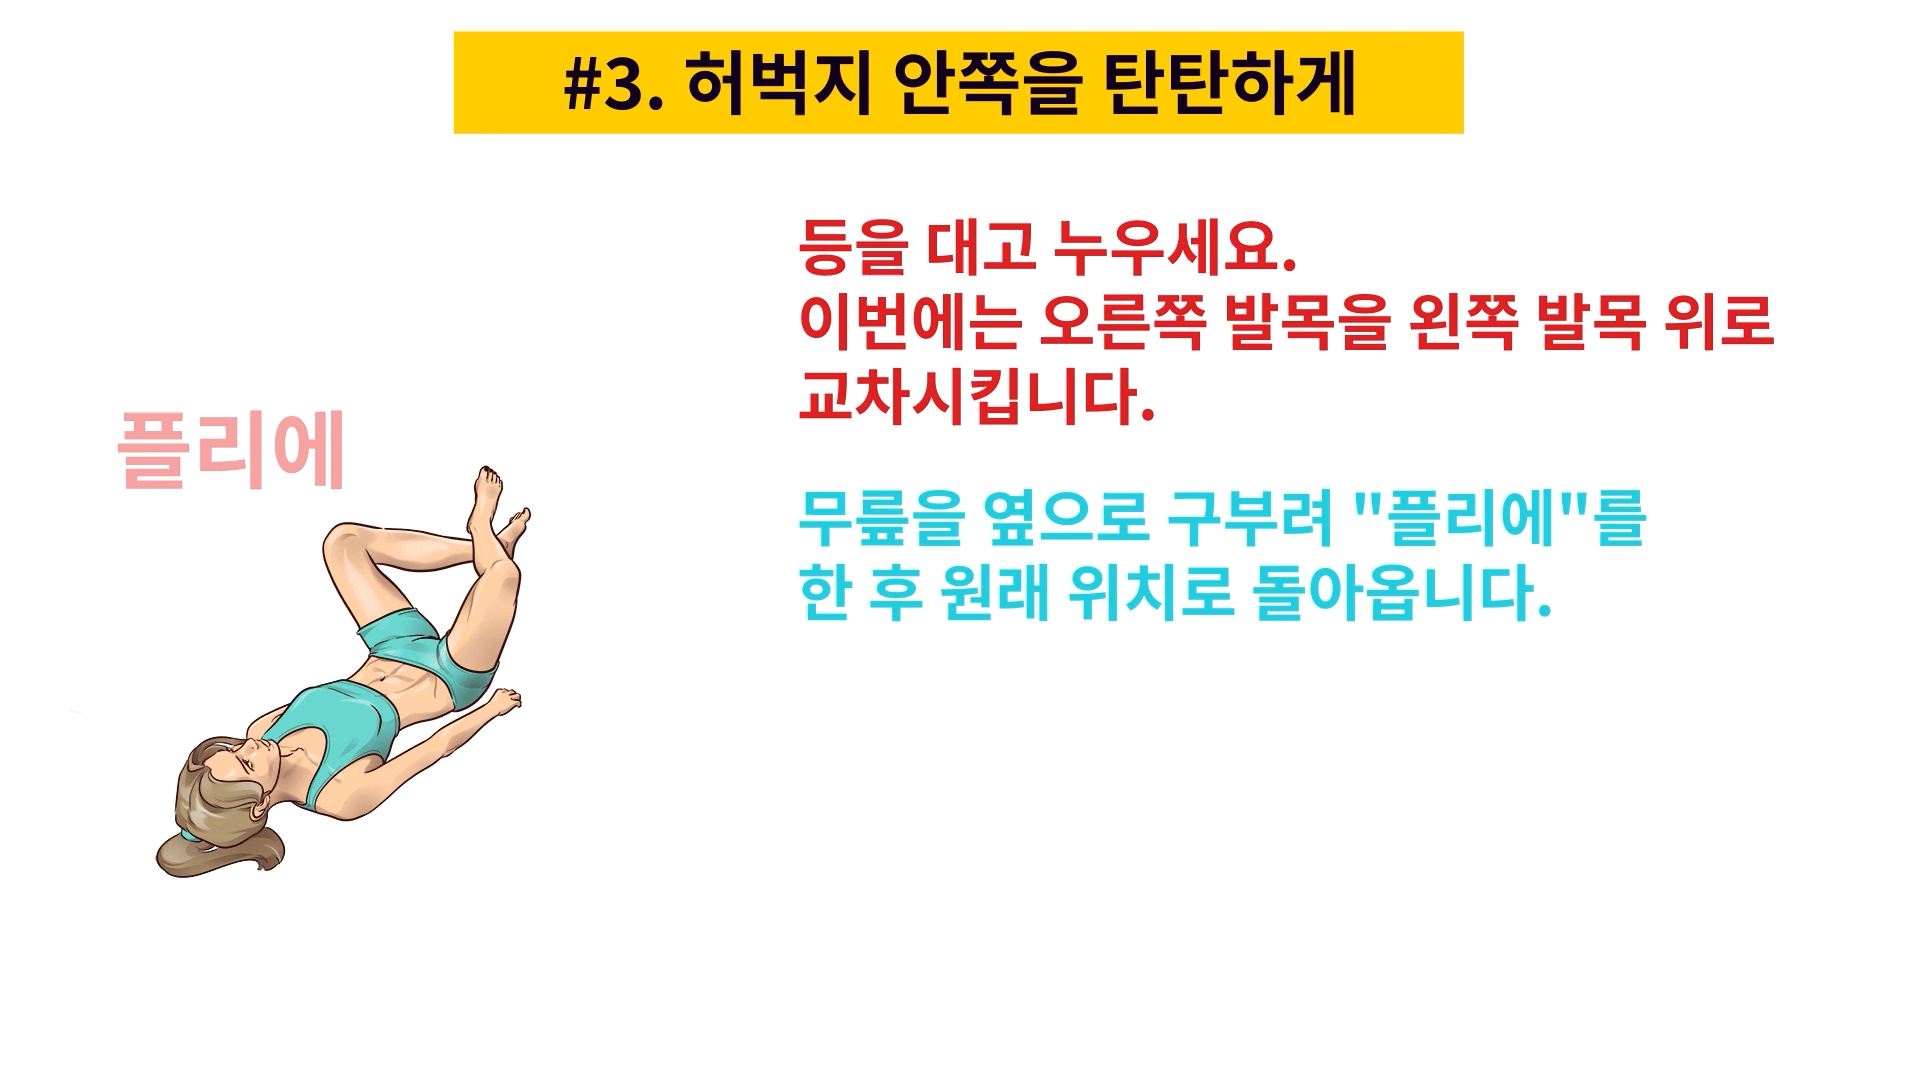 #3. 허벅지 안쪽을 탄탄하게
등을 대고 누우세요.
이번에는 오른쪽 발목을 왼쪽 발목 위로
교차시킵니다.
플리에
무릎을 옆으로 구부려 "플리에"를
한 후 원래 위치로 돌아옵니다.